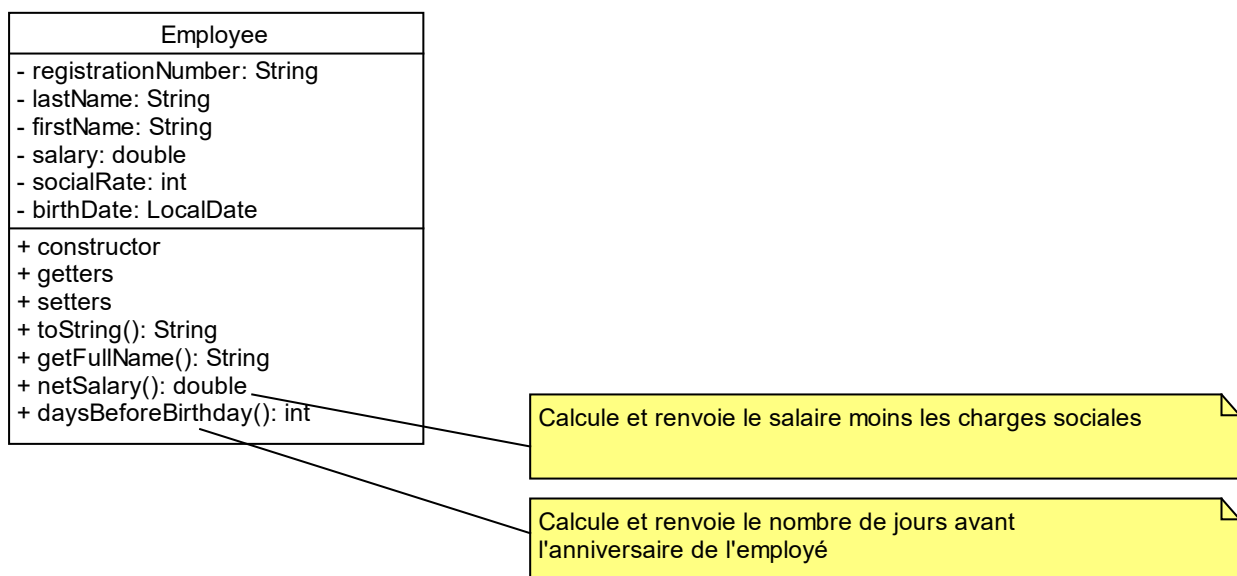 Employee
- registrationNumber: String
- lastName: String
- firstName: String
- salary: double
- socialRate: int
- birthDate: LocalDate
+ constructor
+ getters
+ setters
+ toString(): String
+ getFullName(): String
+ netSalary(): double
+ daysBeforeBirthday(): int
Calcule et renvoie le salaire moins les charges sociales
Calcule et renvoie le nombre de jours avant
l'anniversaire de l'employé